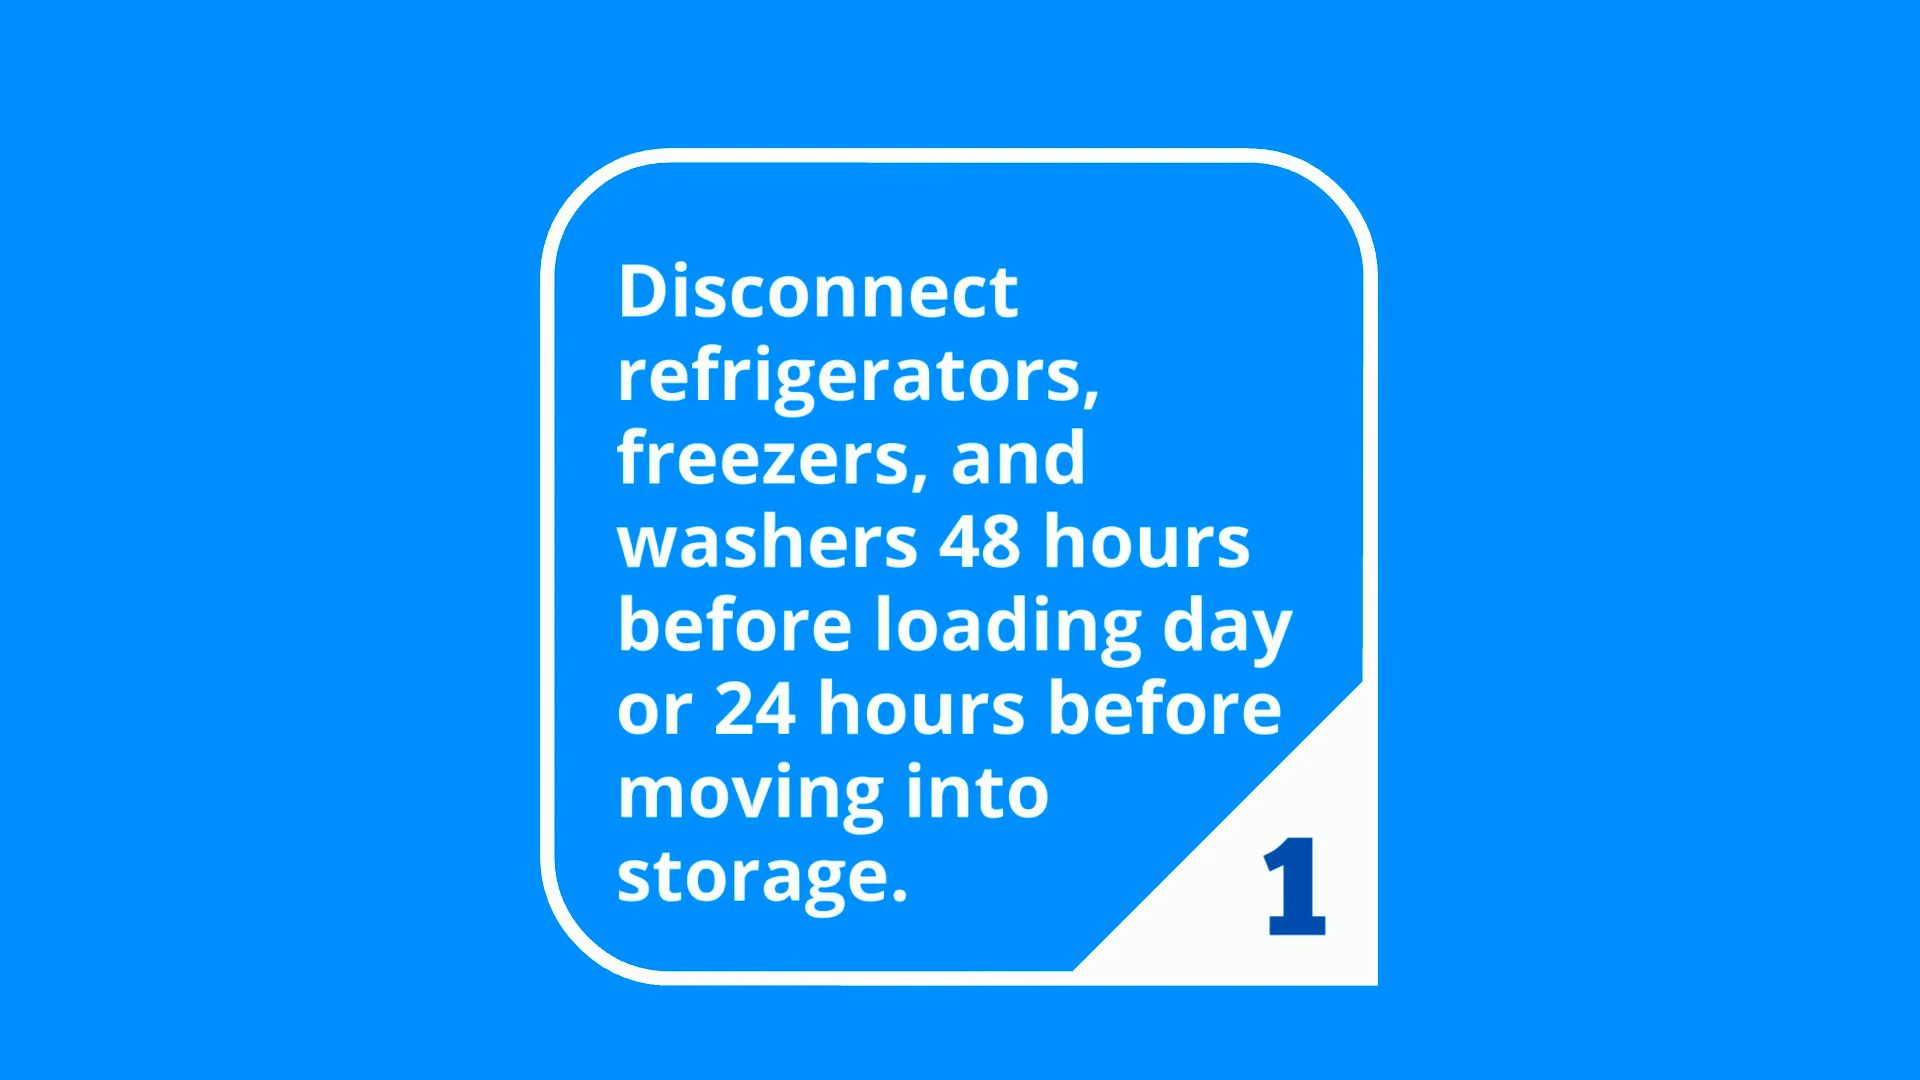 Disconnect
refrigerators,
freezers, and
washers 48 hours
before loading day
or 24 hours before
moving into
storage.
1